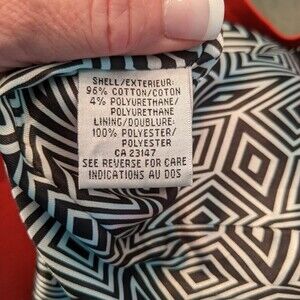 SHELL/EXTERIEUR:
96% COTTON/COTON
4% POLYURETHANE/
POLYURETHANE
LINING/DOUBLURE:
100% POLYESTER/
POLYESTER
CA 23147
SEE REVERSE FOR CARE
INDICATIONS AU DOS